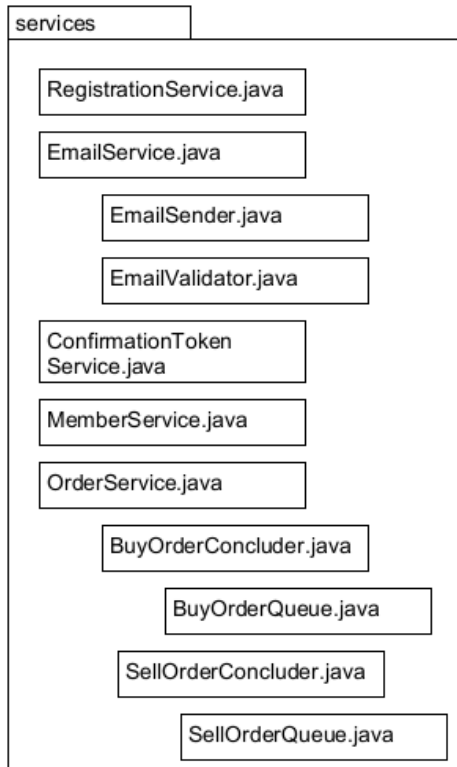 services
RegistrationService.java
EmailService.java
EmailSender.java
EmailValidator.java
ConfirmationToken
Service.java
MemberService.java
OrderService.java
BuyOrderConcluder.java
BuyOrderQueue.java
SellOrderConcluder.java
SellOrderQueue.java